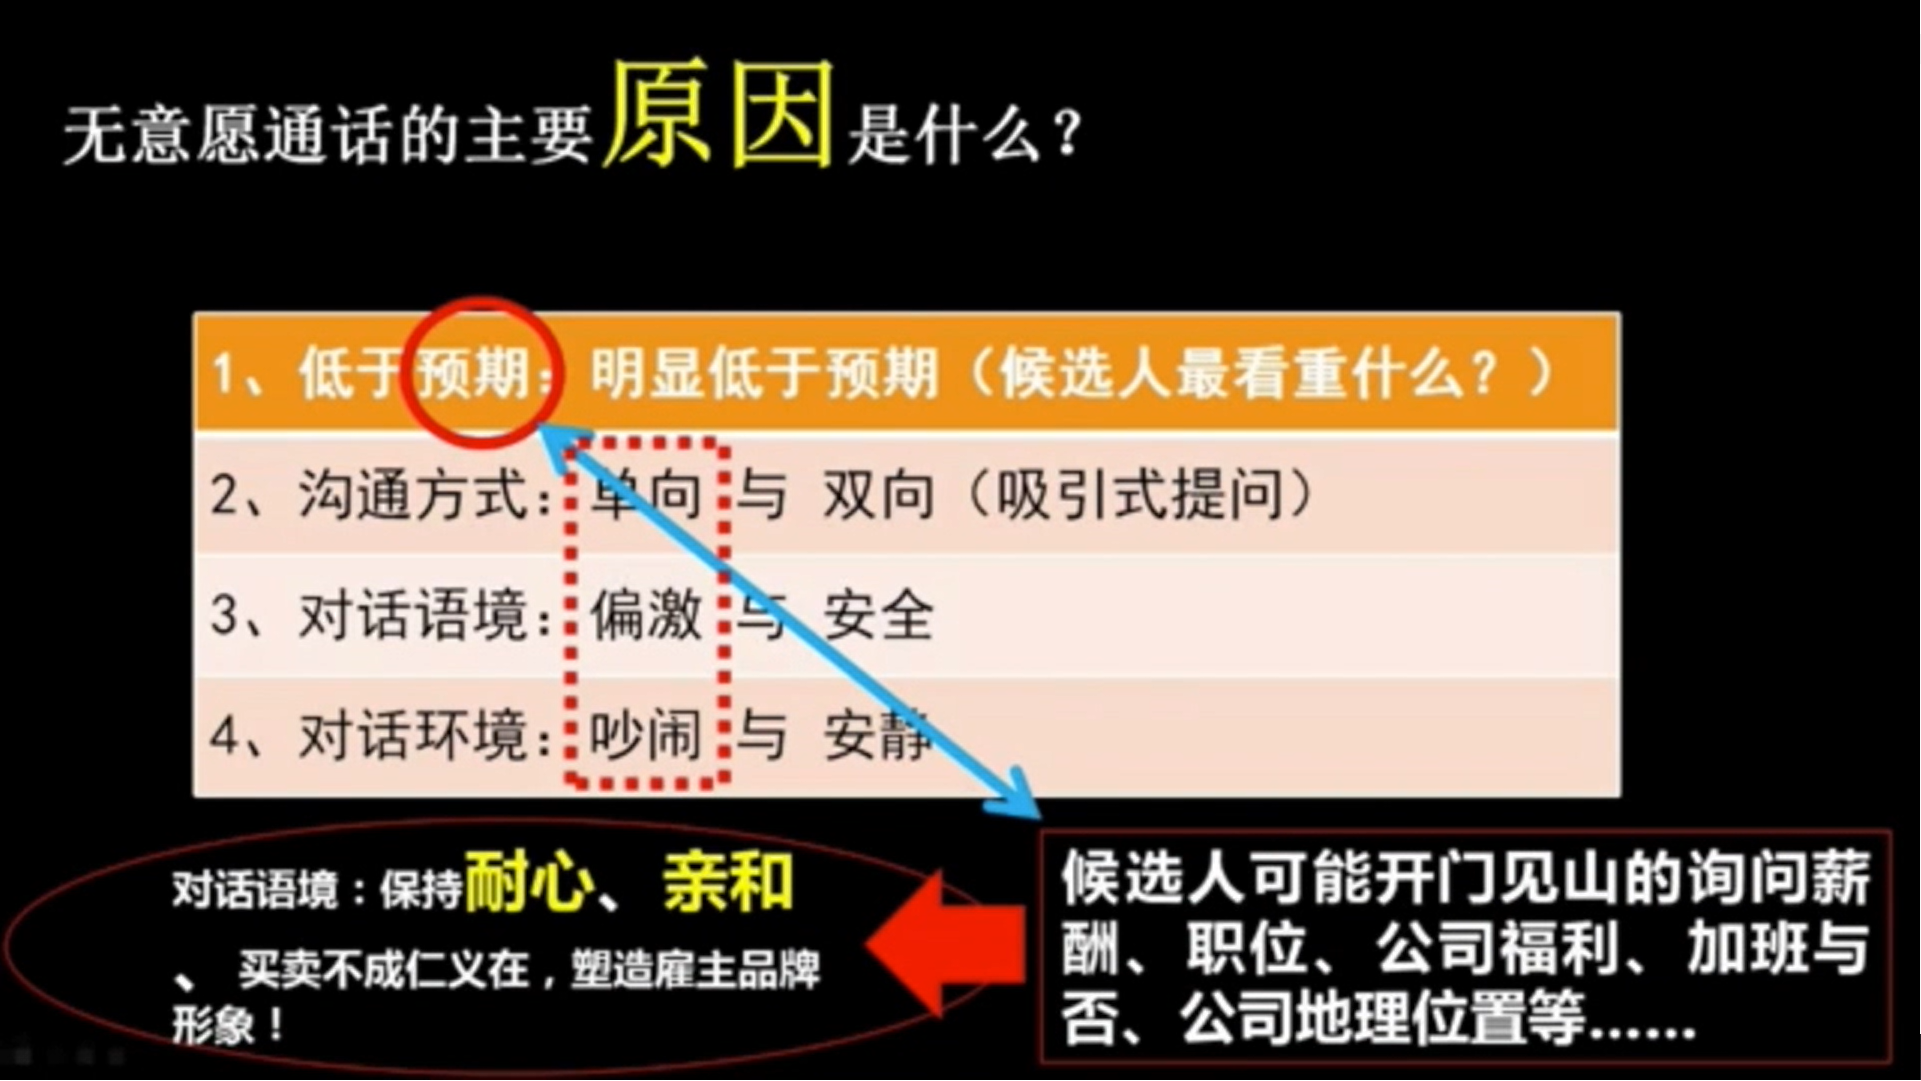 无意愿通话的主要原因是什么？
1、低于预期：明显低于预期（候选人最看重什么？）
2、沟通方式：单向 与 双向（吸引式提问）
3、对话语境：偏激 与 安全
4、对话环境：吵闹 与 安静
对话语境：保持耐心、亲和
、 买卖不成仁义在，塑造雇主品牌
形象！
候选人可能开门见山的询问薪
酬、职位、公司福利、加班与
否、公司地理位置等……